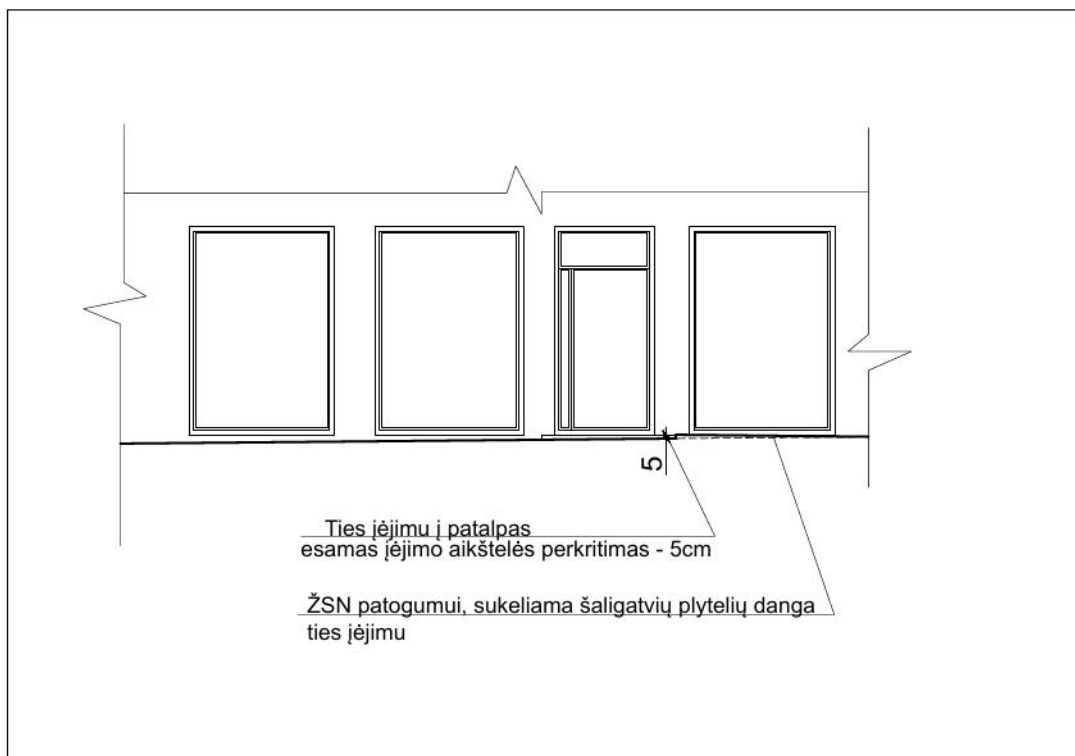 5
Ties įėjimu į patalpas
esamas įėjimo aikštelės perkritimas - 5cm
ŽSN patogumui, sukeliama šaligatvių plytelių danga
ties įėjimu